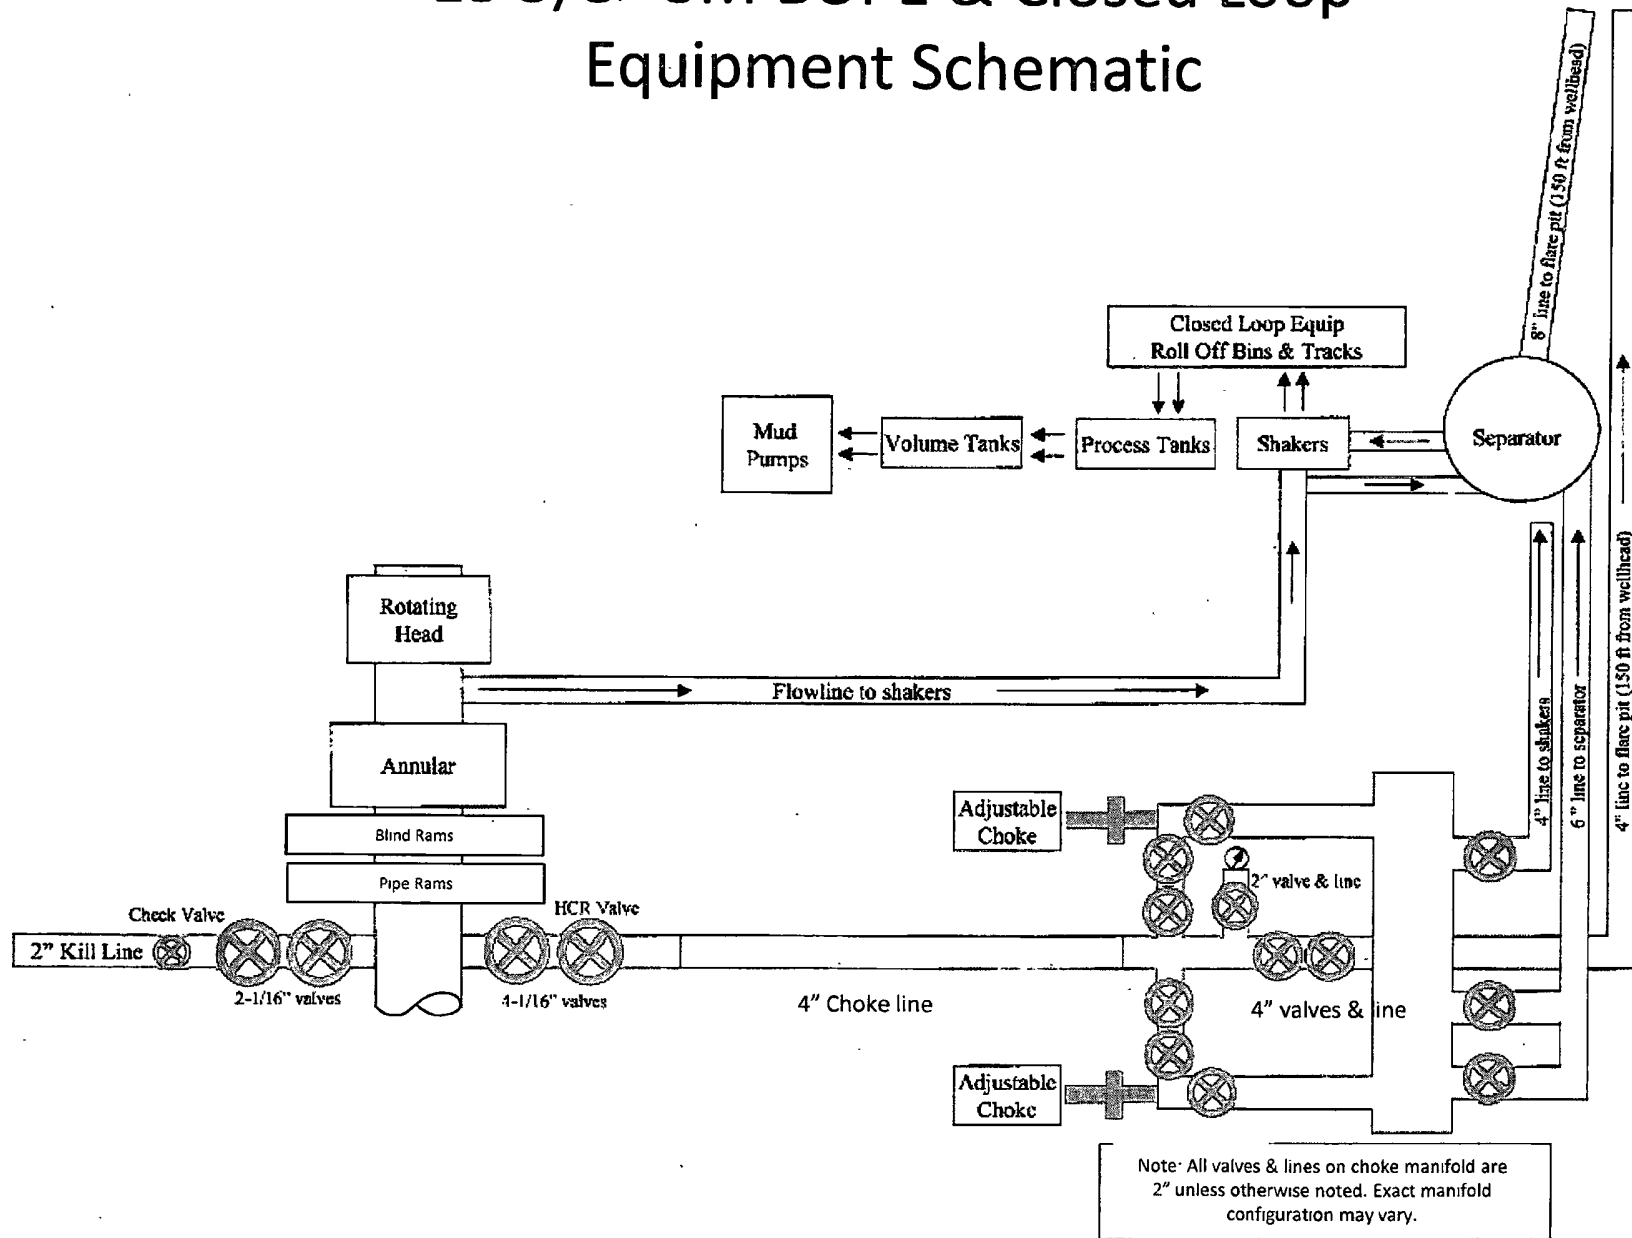 & Closed Loop
Equipment Schematic
8" line to flare pit (150 ft from wellhead)
Closed Loop Equip
Roll Off Bins & Tracks
Mud
Pumps
Volume Tanks
Process Tanks
Shakers
Separator
Rotating
Head
Flowline to shakers
Annular
Blind Rams
Pipe Rams
Adjustable
Choke
2" valve & line
4" line to shakers
6" line to separator
4" line to flare pit (150 ft from wellhead)
Check Valve
HCR Valve
2" Kill Line
2-1/16" valves
4-1/16" valves
4" Choke line
4" valves & line
Adjustable
Choke
Note: All valves & lines on choke manifold are
2" unless otherwise noted. Exact manifold
configuration may vary.